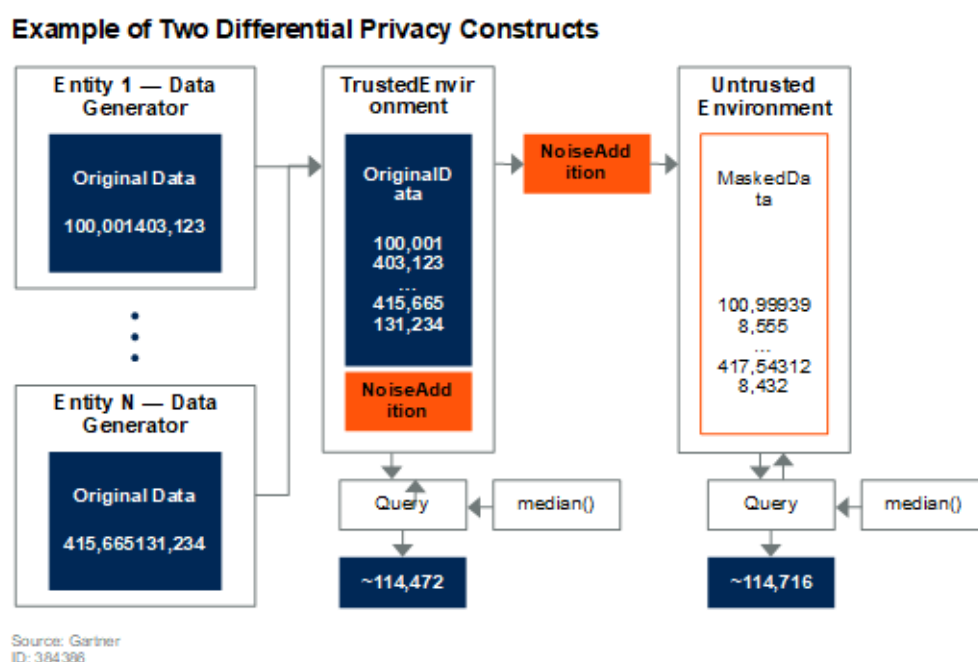 Example of Two Differential Privacy Constructs
Entity 1 — Data
Generator
Original Data
100,001403,123
Entity N — Data
Generator
Original Data
415,665131,234
TrustedEnvir
onment
OriginalD
ata
100,001
403,123
...
415,665
131,234
NoiseAdd
ition
Query
median()
~114,472
NoiseAdd
ition
Untrusted
Environment
MaskedDa
ta
100,99939
8,555
...
417,54312
8,432
Query
median()
~114,716
Source: Gartner
ID: 384386